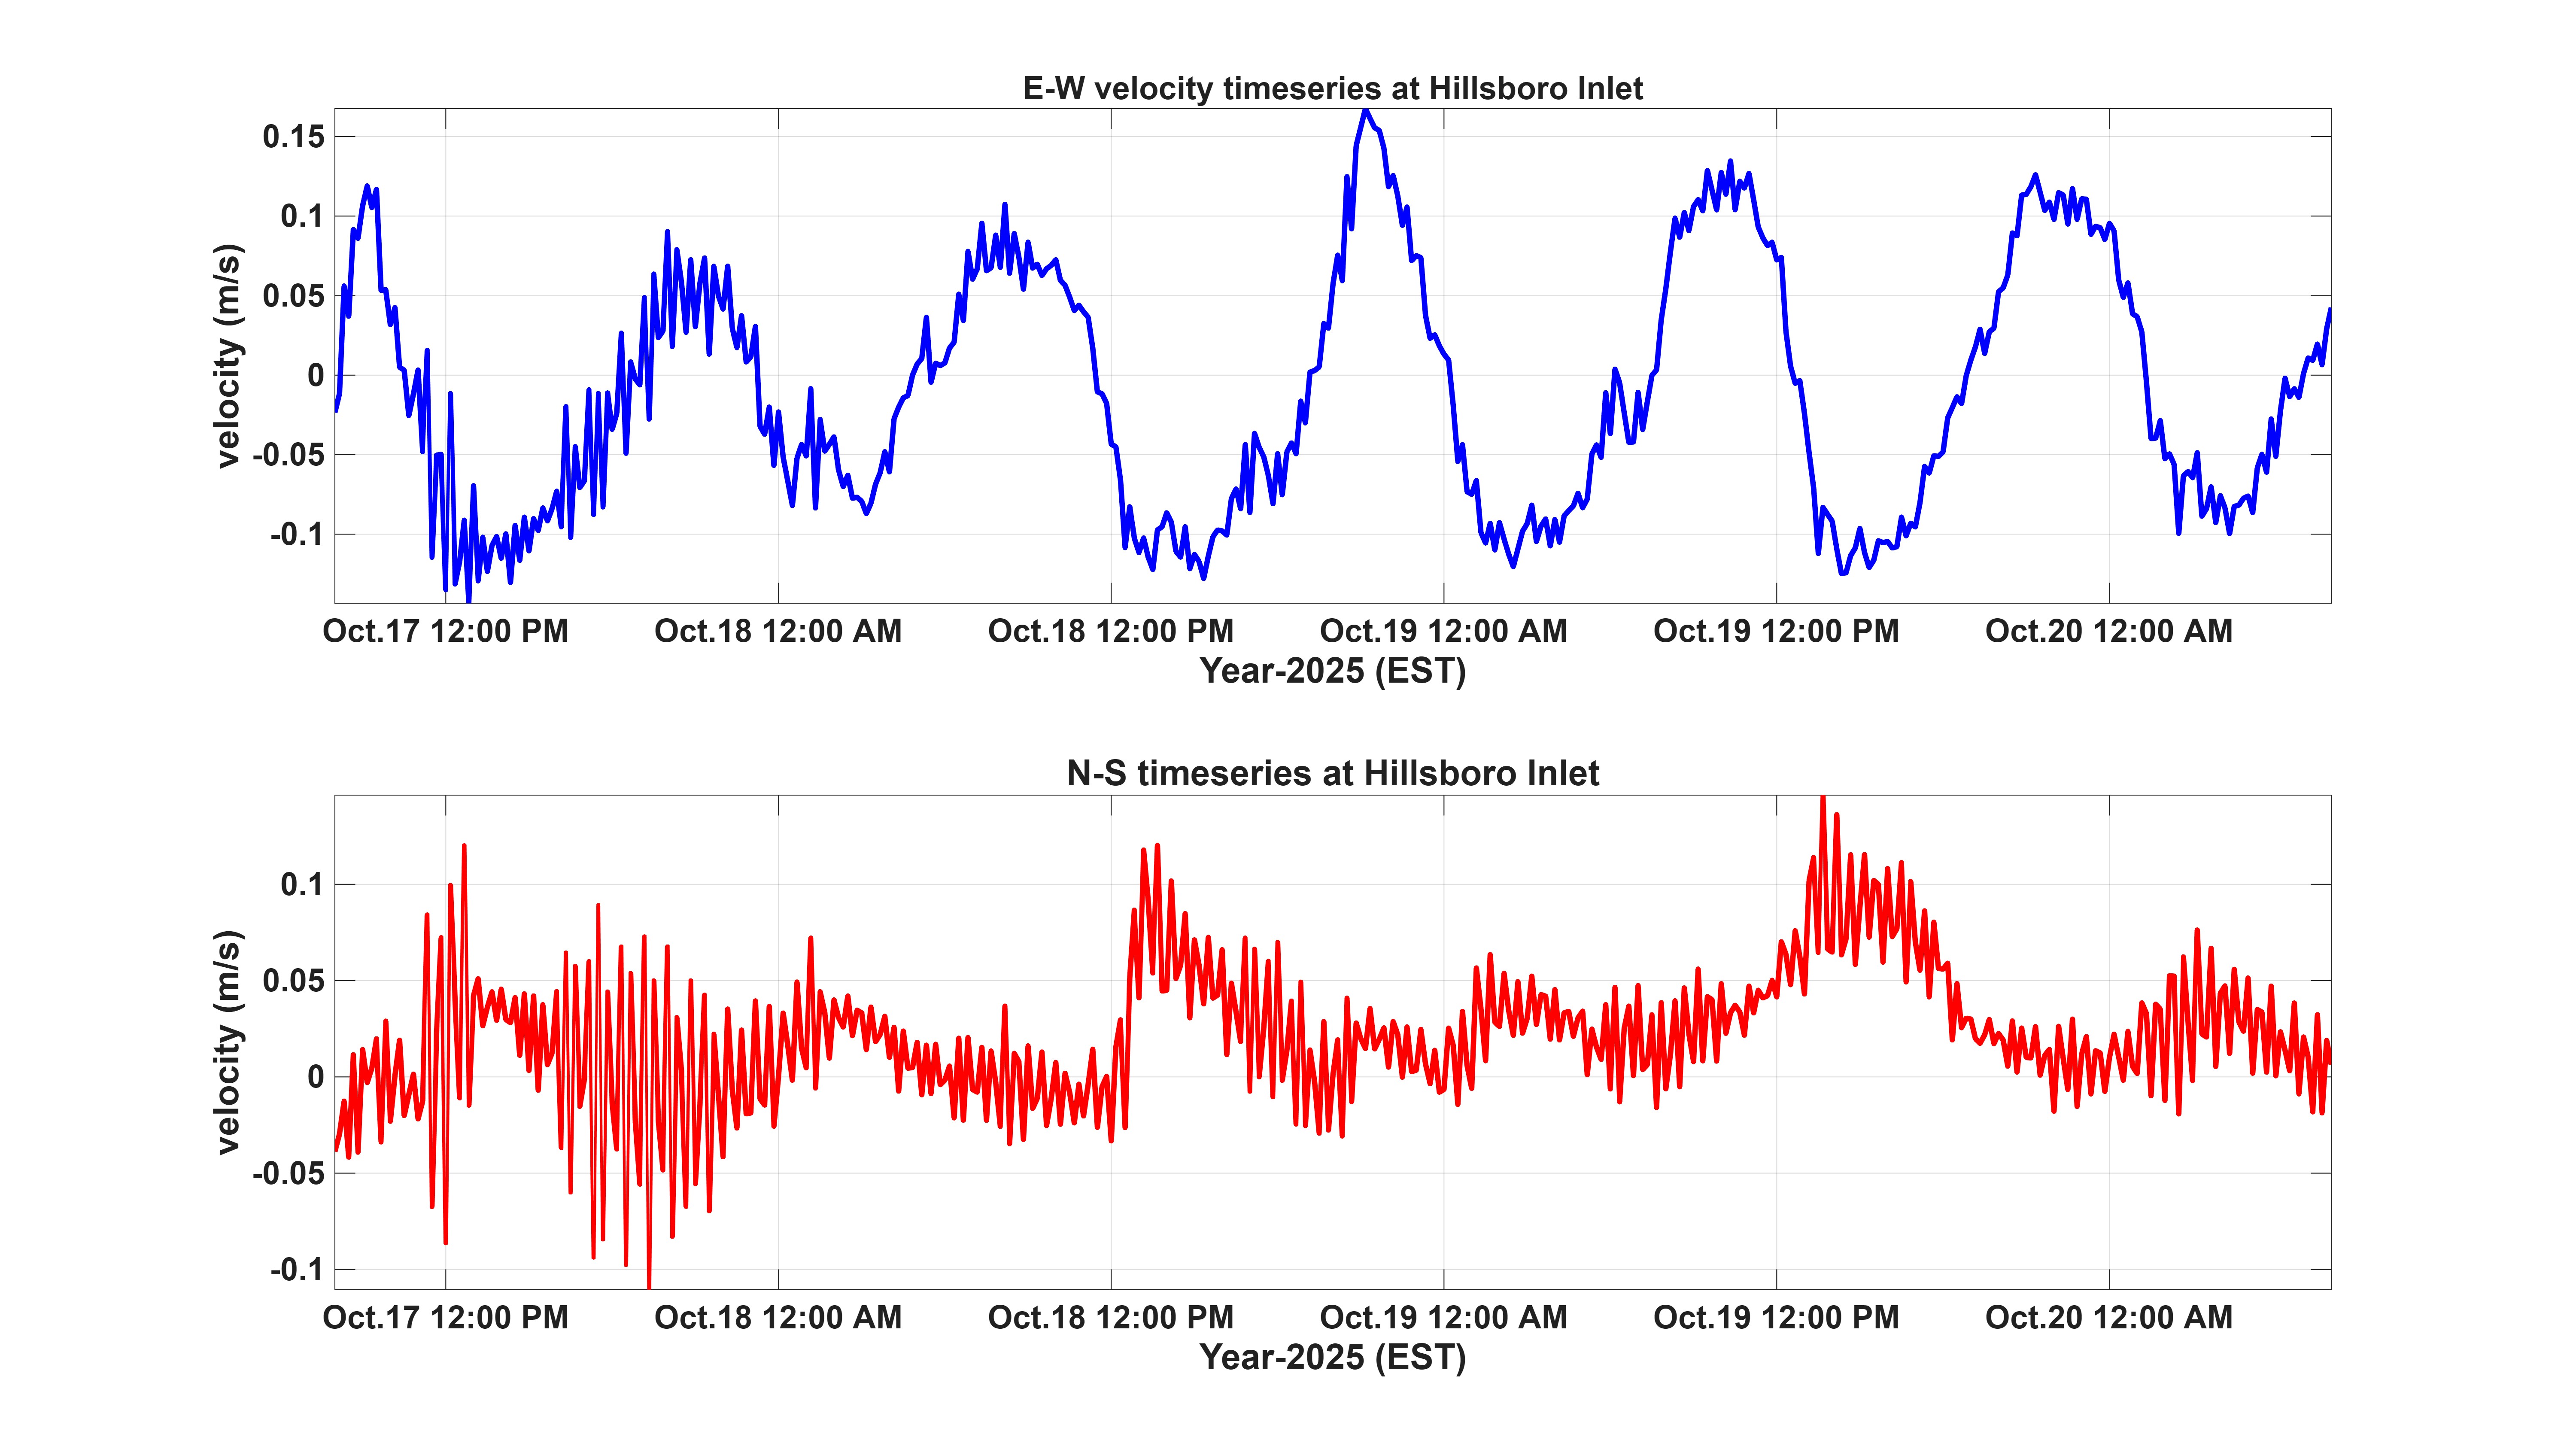 E-W velocity timeseries at Hillsboro Inlet
0.15
0.1
0.05
0
-0.05
-0.1
velocity (m/s)
Oct.17 12:00 PM Oct.18 12:00 AM Oct.18 12:00 PM Oct.19 12:00 AM Oct.19 12:00 PM Oct.20 12:00 AM
Year-2025 (EST)
N-S timeseries at Hillsboro Inlet
0.1
0.05
0
-0.05
-0.1
velocity (m/s)
Oct.17 12:00 PM Oct.18 12:00 AM Oct.18 12:00 PM Oct.19 12:00 AM Oct.19 12:00 PM Oct.20 12:00 AM
Year-2025 (EST)